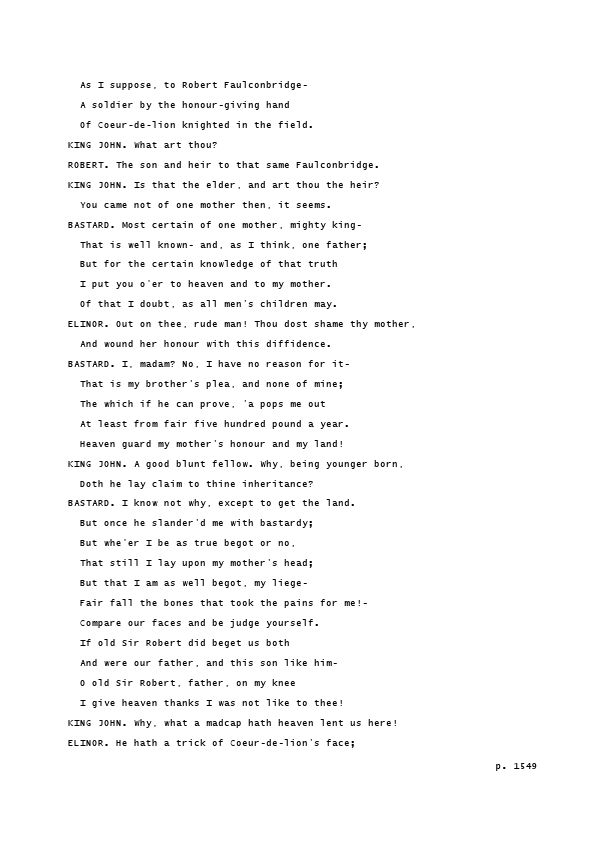 As I suppose, to Robert Faulconbridge-
A soldier by the honour-giving hand
Of Coeur-de-lion knighted in the field.
KING JOHN. What art thou?
ROBERT. The son and heir to that same Faulconbridge.
KING JOHN. Is that the elder, and art thou the heir?
You came not of one mother then, it seems.
BASTARD. Most certain of one mother, mighty king-
That is well known- and, as I think, one father;
But for the certain knowledge of that truth
I put you o'er to heaven and to my mother.
Of that I doubt, as all men's children may.
ELINOR. Out on thee, rude man! Thou dost shame thy mother,
And wound her honour with this diffidence.
BASTARD. I, madam? No, I have no reason for it-
That is my brother's plea, and none of mine;
The which if he can prove, 'a pops me out
At least from fair five hundred pound a year.
Heaven guard my mother's honour and my land!
KING JOHN. A good blunt fellow. Why, being younger born,
Doth he lay claim to thine inheritance?
BASTARD. I know not why, except to get the land.
But once he slander'd me with bastardy;
But whe'er I be as true begot or no,
That still I lay upon my mother's head;
But that I am as well begot, my liege-
Fair fall the bones that took the pains for me!-
Compare our faces and be judge yourself.
If old Sir Robert did beget us both
And were our father, and this son like him-
O old Sir Robert, father, on my knee
I give heaven thanks I was not like to thee!
KING JOHN. Why, what a madcap hath heaven lent us here!
ELINOR. He hath a trick of Coeur-de-lion's face;
p. 1549